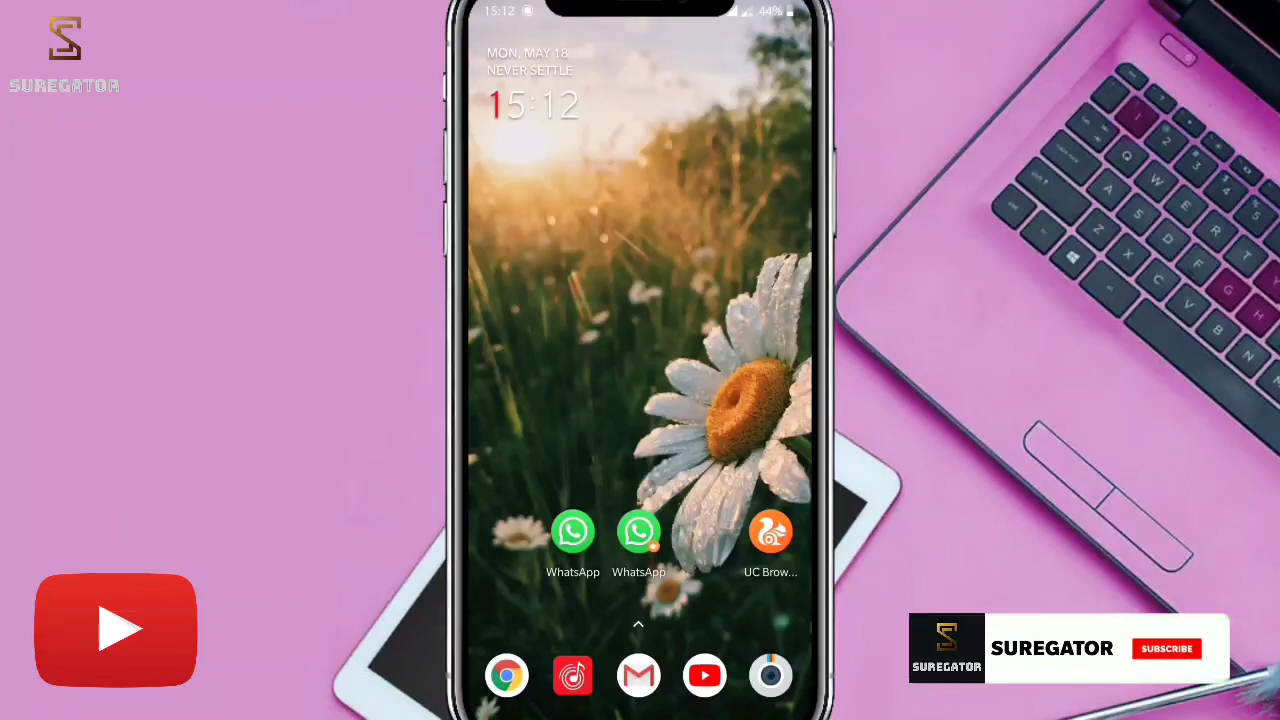 SUREGATOR
15:12
44%
MON, MAY 18
NEVER SETTLE
15:12
WhatsApp
WhatsApp
UC Brow...
SUREGATOR
SUREGATOR
SUBSCRIBE
Q
W
E
R
T
A
S
D
F
G
H
Z
X
C
V
B
N